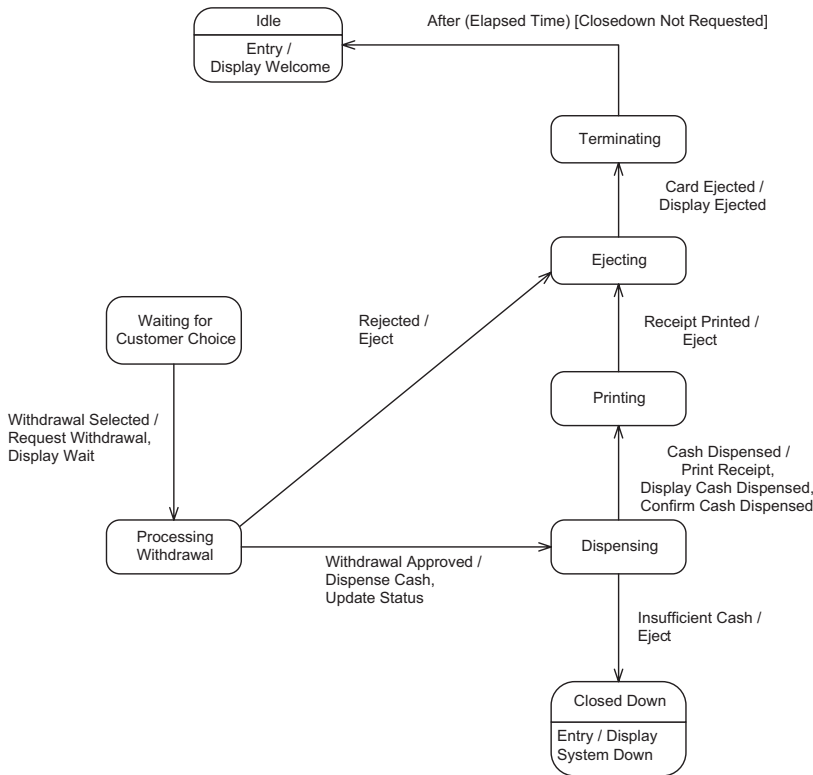 Idle
Entry /
Display Welcome
After (Elapsed Time) [Closedown Not Requested]
Terminating
Card Ejected /
Display Ejected
Ejecting
Waiting for
Customer Choice
Rejected /
Eject
Receipt Printed /
Eject
Printing
Withdrawal Selected /
Request Withdrawal,
Display Wait
Cash Dispensed /
Print Receipt,
Display Cash Dispensed,
Confirm Cash Dispensed
Processing
Withdrawal
Withdrawal Approved /
Dispense Cash,
Update Status
Dispensing
Insufficient Cash /
Eject
Closed Down
Entry / Display
System Down